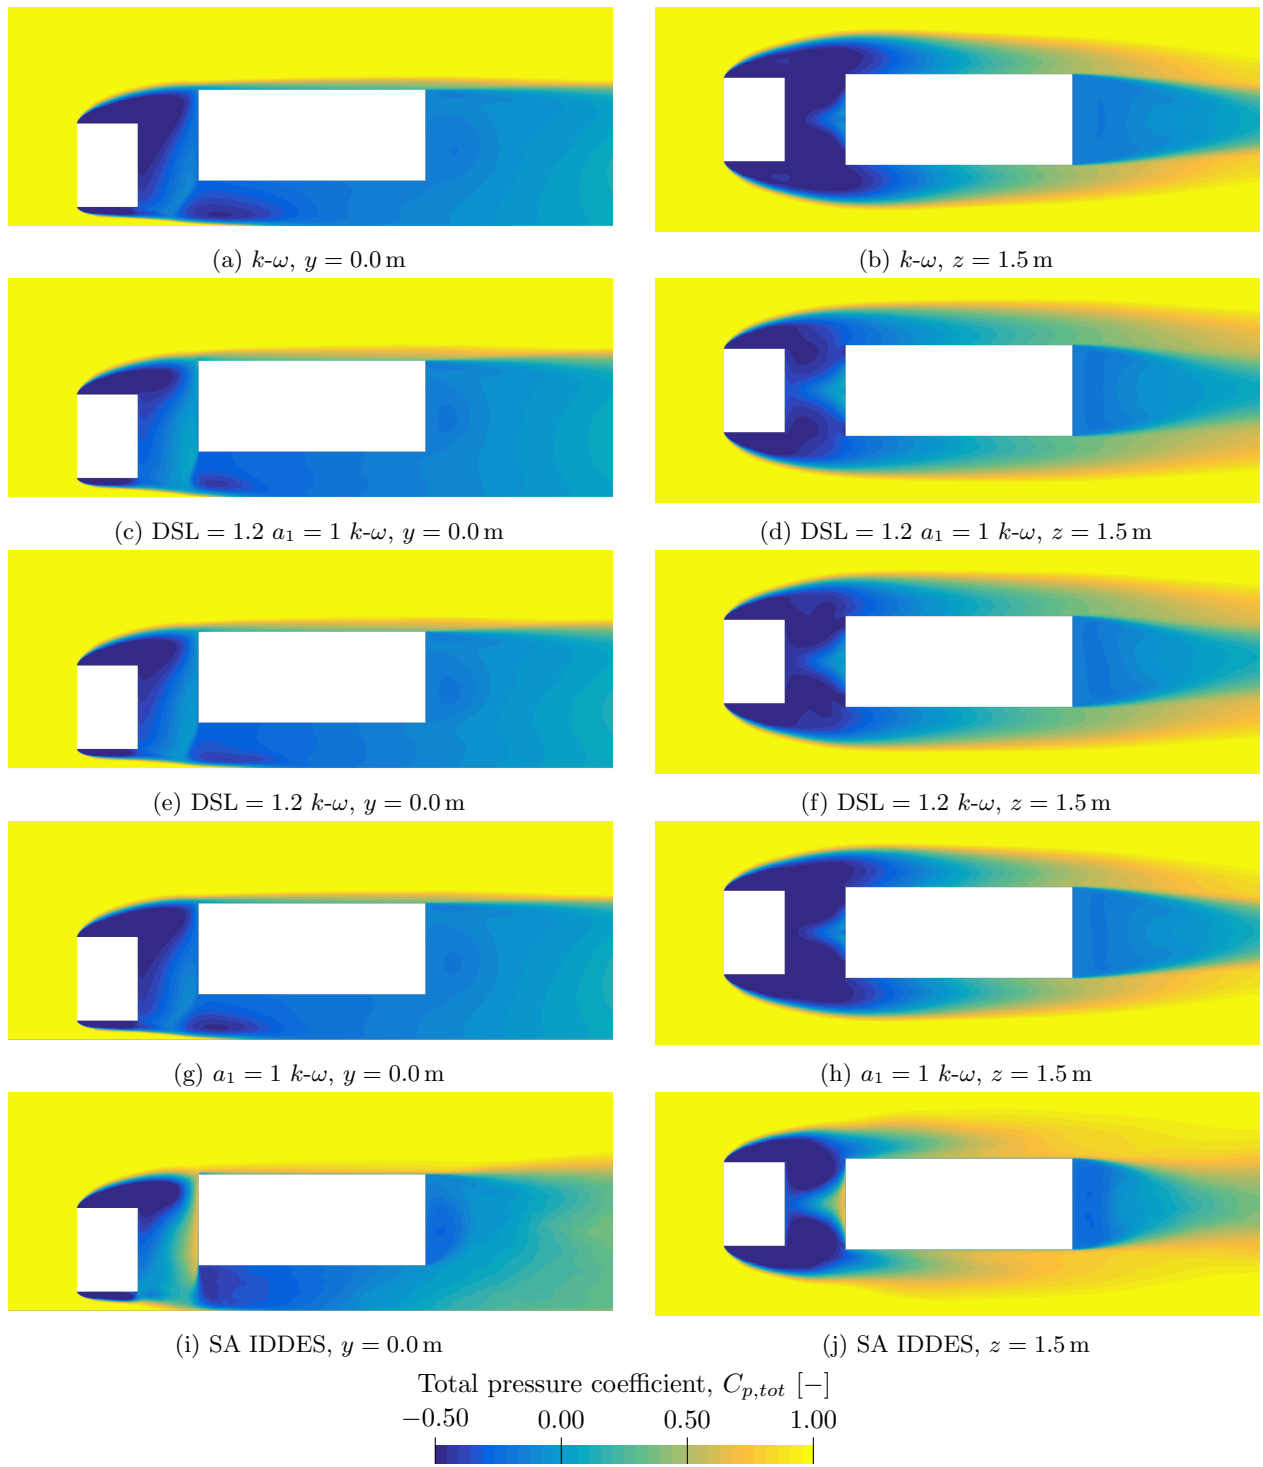 (a) k-ω, y = 0.0 m
(b) k-ω, z = 1.5 m
(c) DSL = 1.2 a₁ = 1 k-ω, y = 0.0 m
(d) DSL = 1.2 a₁ = 1 k-ω, z = 1.5 m
(e) DSL = 1.2 k-ω, y = 0.0 m
(f) DSL = 1.2 k-ω, z = 1.5 m
(g) a₁ = 1 k-ω, y = 0.0 m
(h) a₁ = 1 k-ω, z = 1.5 m
(i) SA IDDES, y = 0.0 m
(j) SA IDDES, z = 1.5 m
Total pressure coefficient, Cp,tot [−]
−0.50 0.00 0.50 1.00